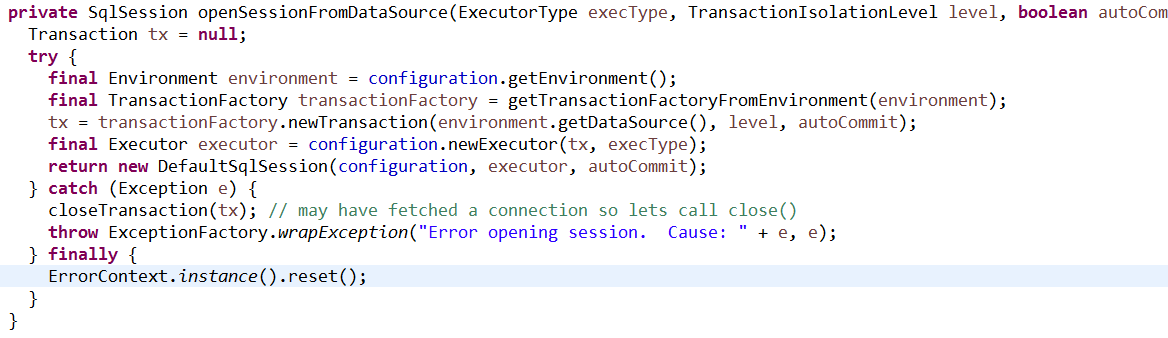 private SqlSession openSessionFromDataSource(ExecutorType execType, TransactionIsolationLevel level, boolean autoCom
  Transaction tx = null;
  try {
    final Environment environment = configuration.getEnvironment();
    final TransactionFactory transactionFactory = getTransactionFactoryFromEnvironment(environment);
    tx = transactionFactory.newTransaction(environment.getDataSource(), level, autoCommit);
    final Executor executor = configuration.newExecutor(tx, execType);
    return new DefaultSqlSession(configuration, executor, autoCommit);
  } catch (Exception e) {
    closeTransaction(tx); // may have fetched a connection so lets call close()
    throw ExceptionFactory.wrapException("Error opening session.  Cause: " + e, e);
  } finally {
    ErrorContext.instance().reset();
  }
}